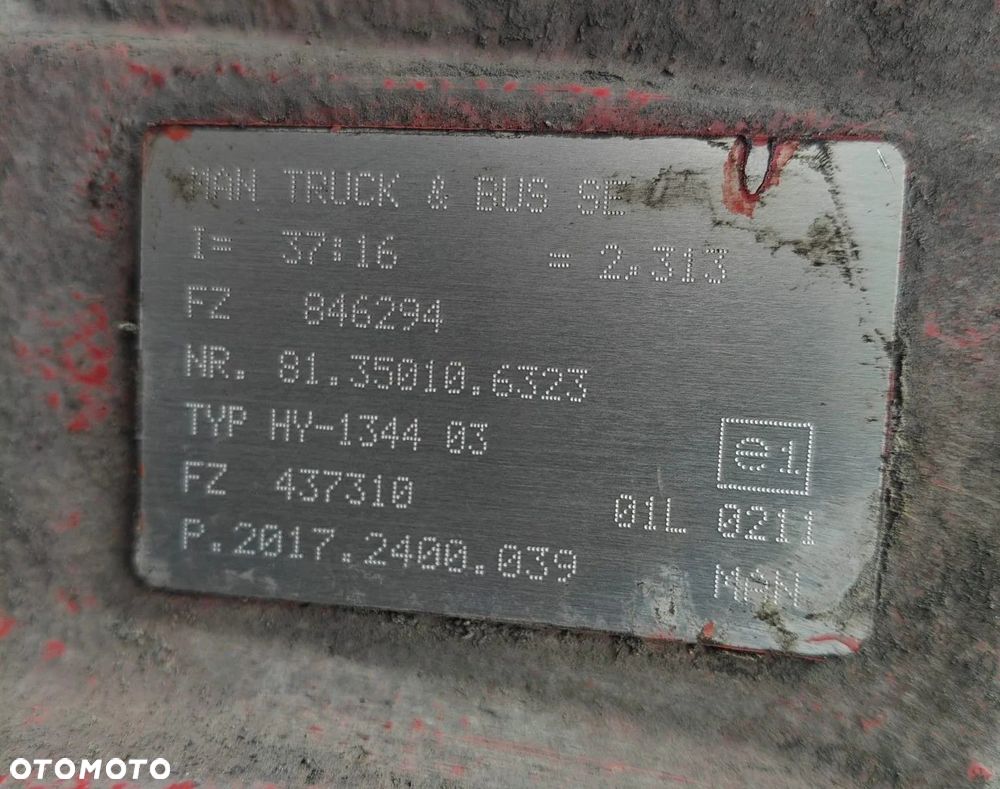 MAN TRUCK & BUS SE
I= 37:16 = 2,313
FZ 846294
NR. 81.35010.6323
TYP HY-1344 03
e1
FZ 437310
01L 0211
P.2017.2400.039
MAN
OTOMOTO